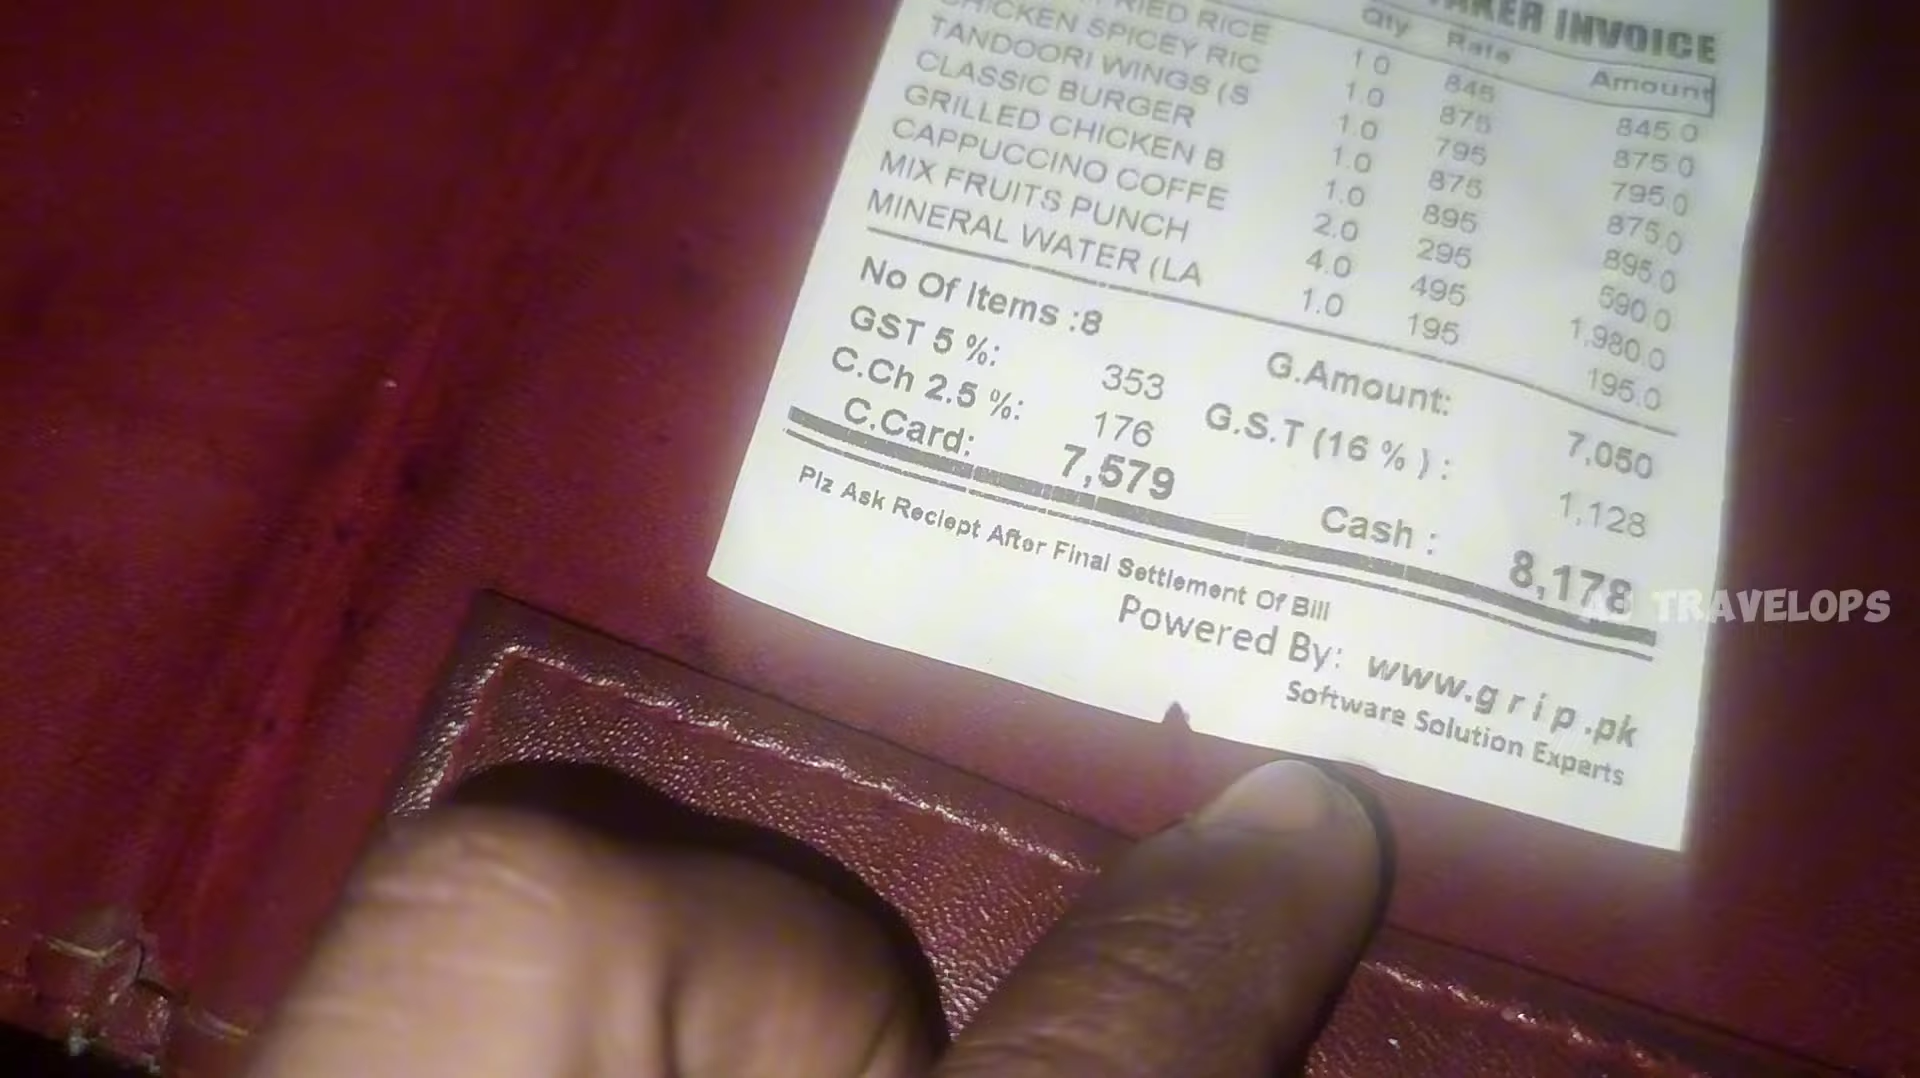 TAKER INVOICE
Qty Rate Amount
FRIED RICE 1.0 845 845.0
CHICKEN SPICEY RIC 1.0 875 875.0
TANDOORI WINGS (S 1.0 795 795.0
CLASSIC BURGER 1.0 875 875.0
GRILLED CHICKEN B 1.0 895 895.0
CAPPUCCINO COFFE 2.0 295 590.0
MIX FRUITS PUNCH 4.0 495 1,980.0
MINERAL WATER (LA 1.0 195 195.0
No Of Items :8 G.Amount: 7,050
GST 5 %: 353 G.S.T (16 % ) : 1,128
C.Ch 2.5 %: 176
C.Card: 7,579 Cash : 8,178
Plz Ask Reciept After Final Settlement Of Bill
Powered By: www.grip.pk
Software Solution Experts
TRAVELOPS